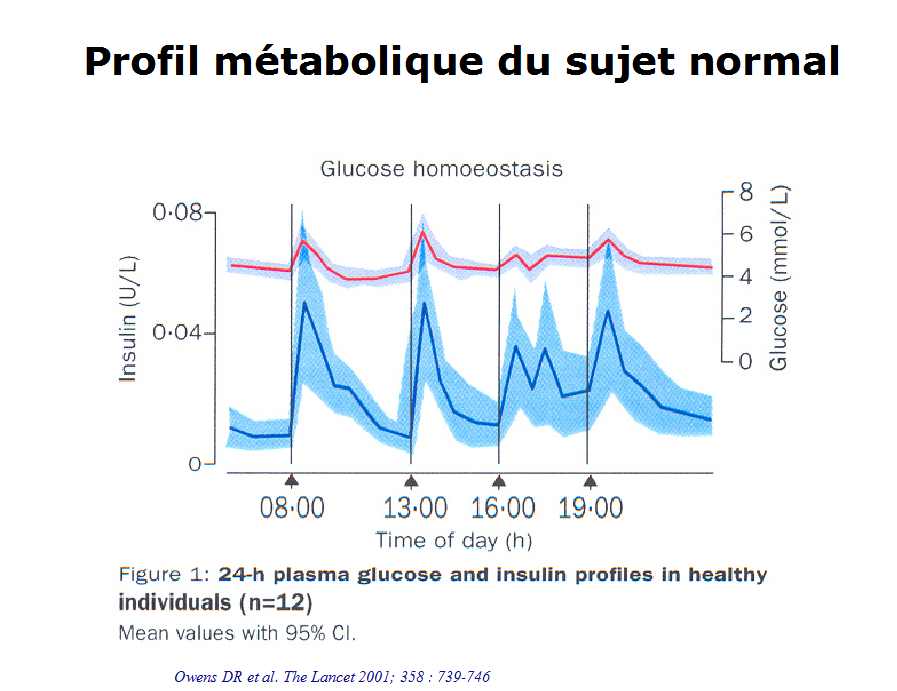 Profil métabolique du sujet normal
Glucose homoeostasis
0·08
0·04
0
Insulin (U/L)
8
6
4
2
0
Glucose (mmol/L)
08·00 13·00 16·00 19·00
Time of day (h)
Figure 1: 24-h plasma glucose and insulin profiles in healthy
individuals (n=12)
Mean values with 95% CI.
Owens DR et al. The Lancet 2001; 358 : 739-746